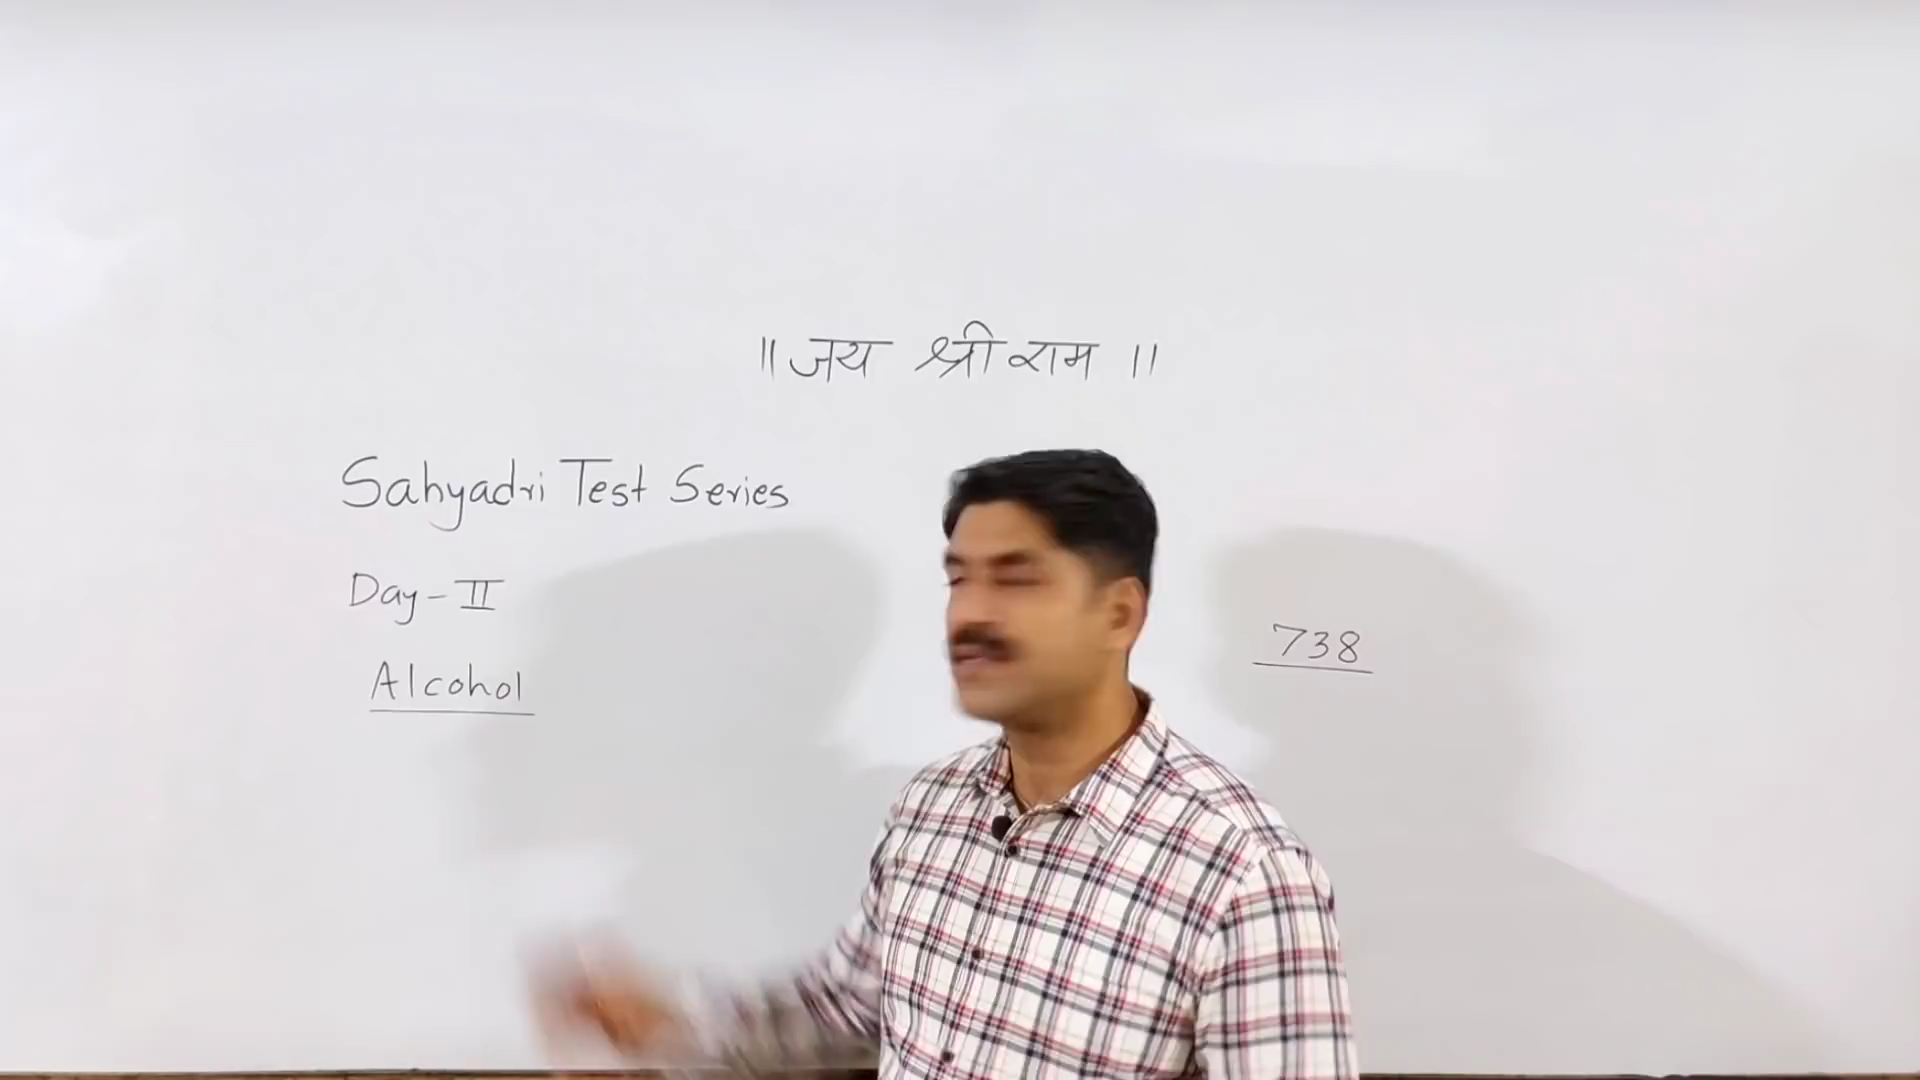 ॥ जय श्री राम ॥
Sahyadri Test Series
Day - II
738
Alcohol